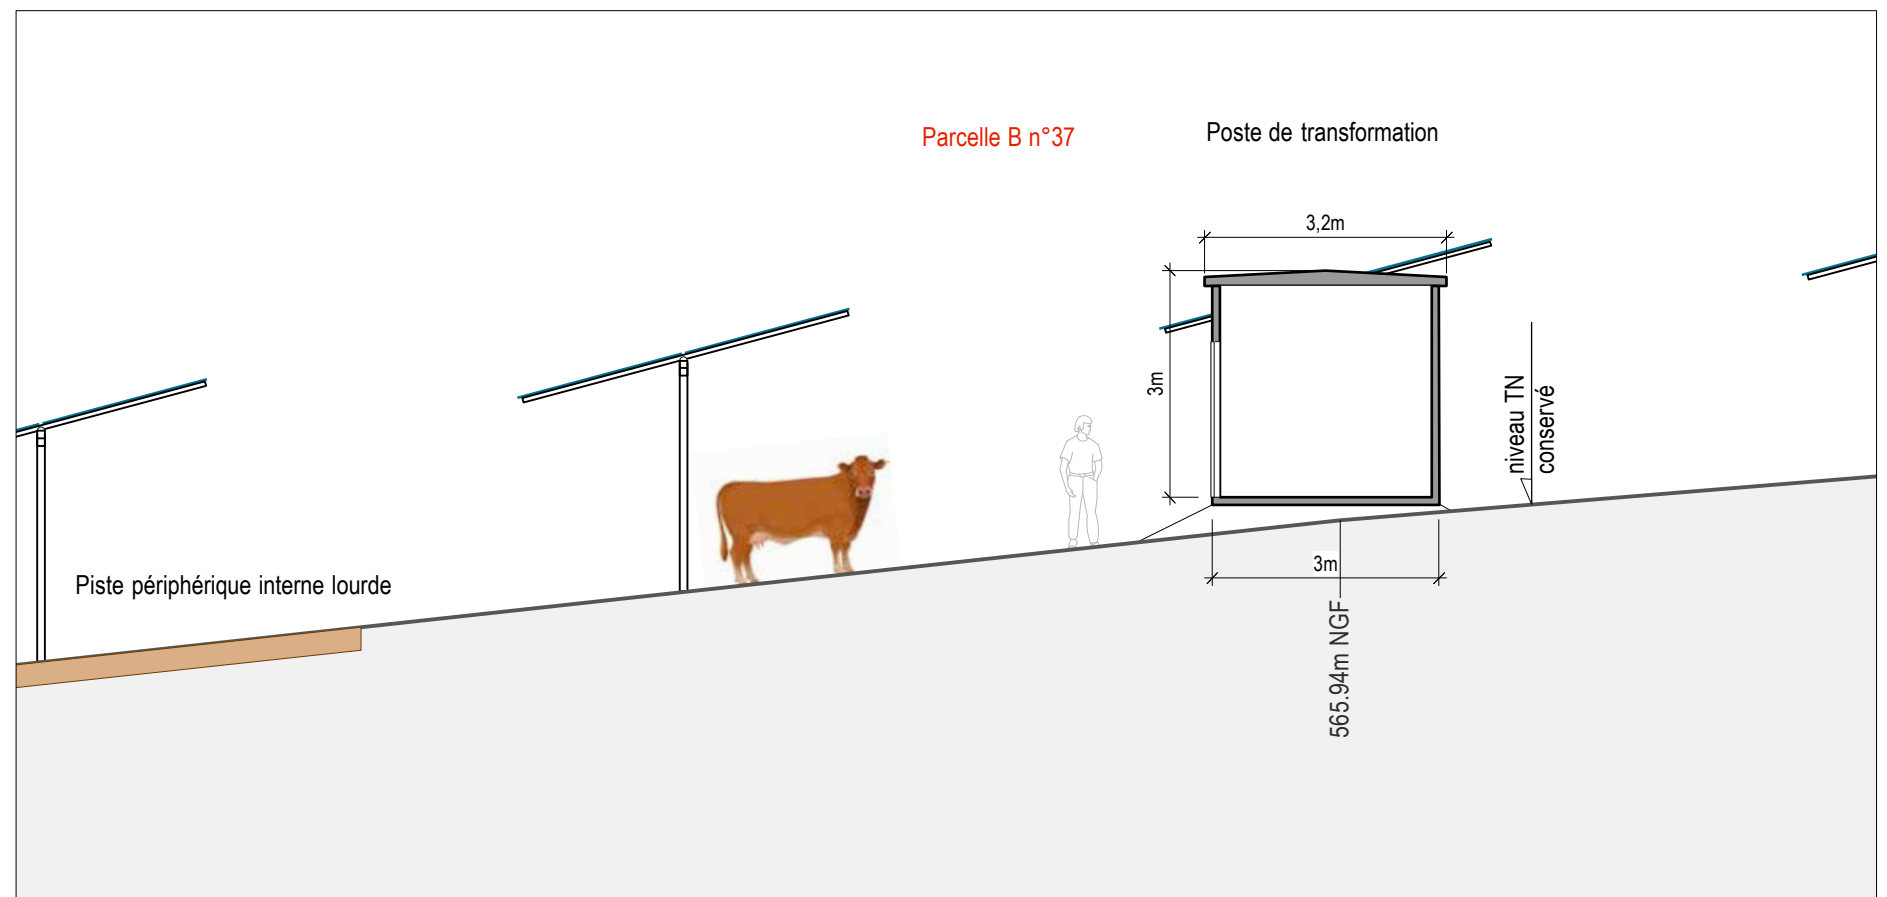 Parcelle B n°37
Poste de transformation
3,2m
3m
niveau TN
conservé
3m
565.94m NGF
Piste périphérique interne lourde